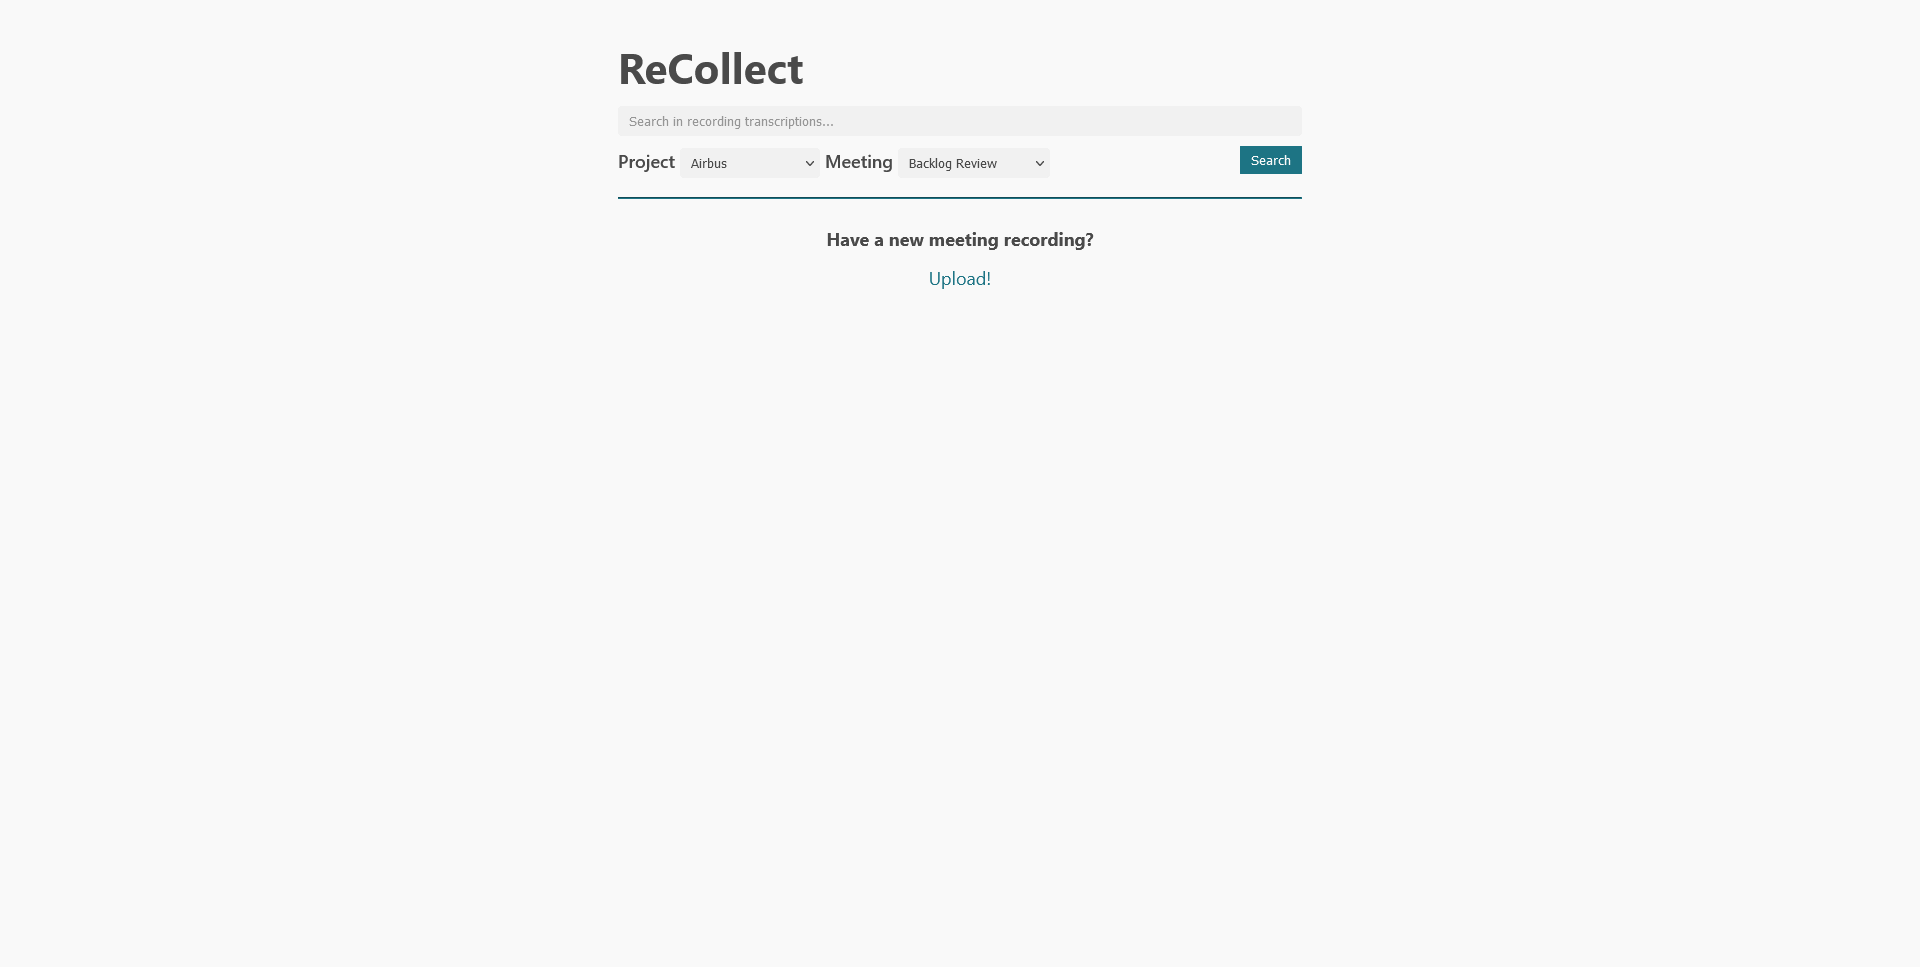 ReCollect
Search in recording transcriptions...
Project Airbus Meeting Backlog Review Search
Have a new meeting recording?
Upload!